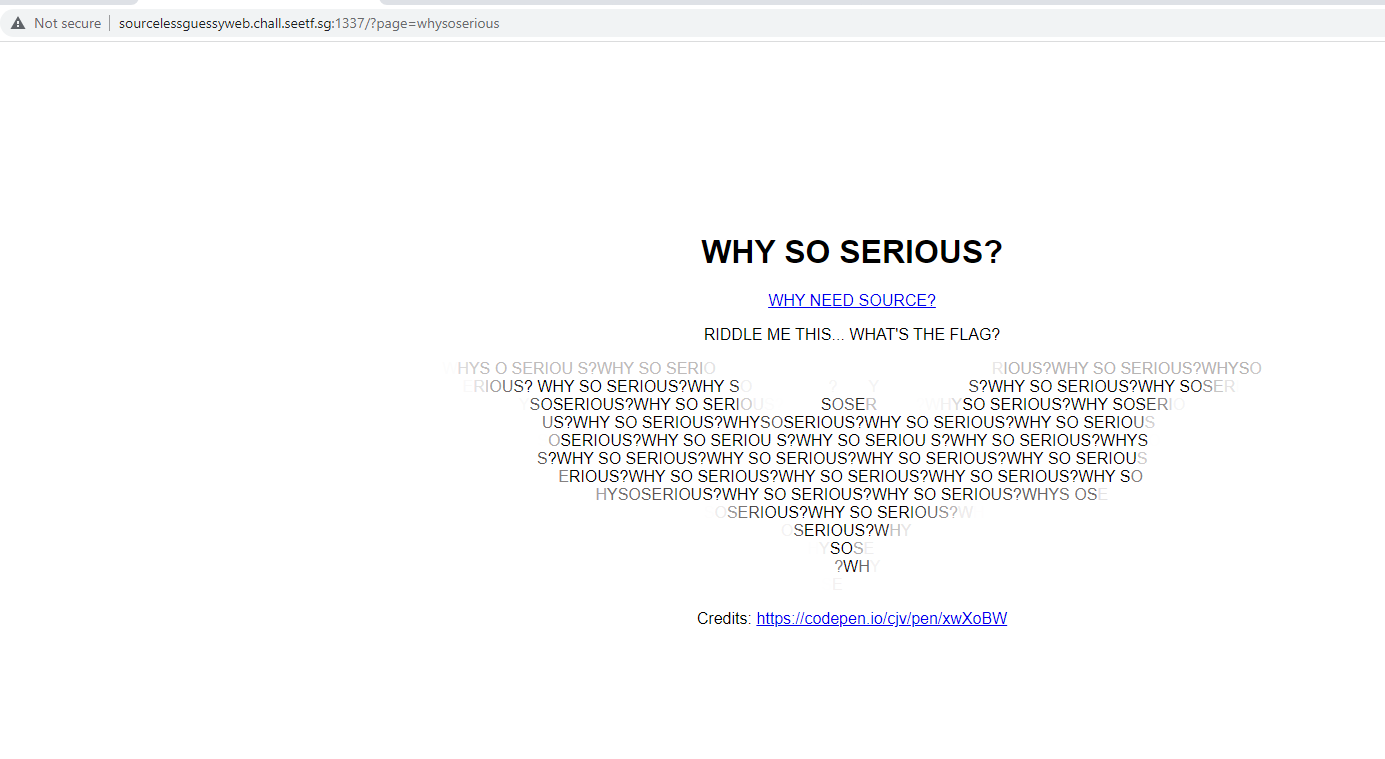 Not secure sourcelessguessyweb.chall.seetf.sg:1337/?page=whysoserious
WHY SO SERIOUS?
WHY NEED SOURCE?
RIDDLE ME THIS... WHAT'S THE FLAG?
HYS O SERIOU S?WHY SO SERIO RIOUS?WHY SO SERIOUS?WHYSO
ERIOUS? WHY SO SERIOUS?WHY SO ? Y S?WHY SO SERIOUS?WHY SOSER
YSOSERIOUS?WHY SO SERIOU SOSER WHYSO SERIOUS?WHY SOSERIO
US?WHY SO SERIOUS?WHYSOSERIOUS?WHY SO SERIOUS?WHY SO SERIOUS
OSERIOUS?WHY SO SERIOU S?WHY SO SERIOU S?WHY SO SERIOUS?WHYS
S?WHY SO SERIOUS?WHY SO SERIOUS?WHY SO SERIOUS?WHY SO SERIOUS
ERIOUS?WHY SO SERIOUS?WHY SO SERIOUS?WHY SO SERIOUS?WHY SO
HYSOSERIOUS?WHY SO SERIOUS?WHY SO SERIOUS?WHYS OSE
OSERIOUS?WHY SO SERIOUS?W
OSERIOUS?WHY
YSOSE
?WHY
E
Credits: https://codepen.io/cjv/pen/xwXoBW